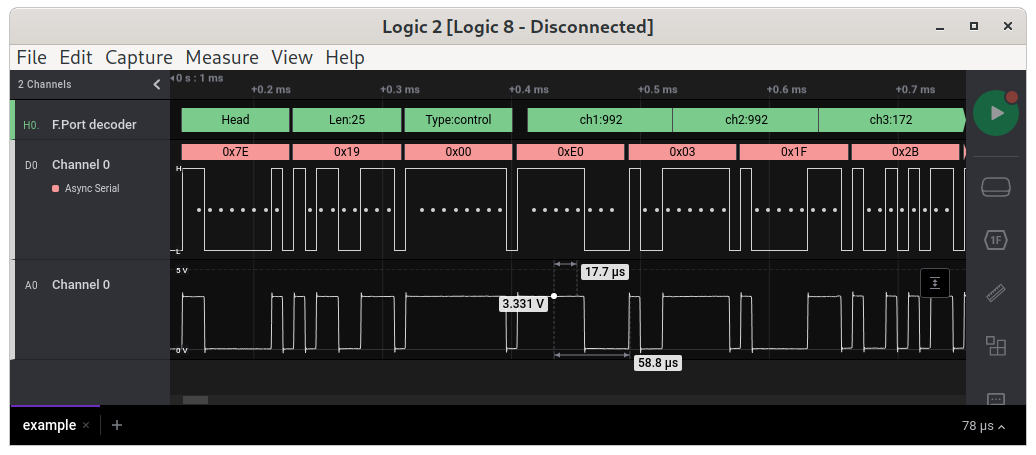 Logic 2 [Logic 8 - Disconnected]
File Edit Capture Measure View Help
2 Channels
0 s : 1 ms
+0.2 ms +0.3 ms +0.4 ms +0.5 ms +0.6 ms +0.7 ms
H0. F.Port decoder
Head Len:25 Type:control ch1:992 ch2:992 ch3:172
D0 Channel 0
Async Serial
0x7E 0x19 0x00 0xE0 0x03 0x1F 0x2B
H
L
A0 Channel 0
5 V
0 V
17.7 µs
3.331 V
58.8 µs
1F
example
78 µs